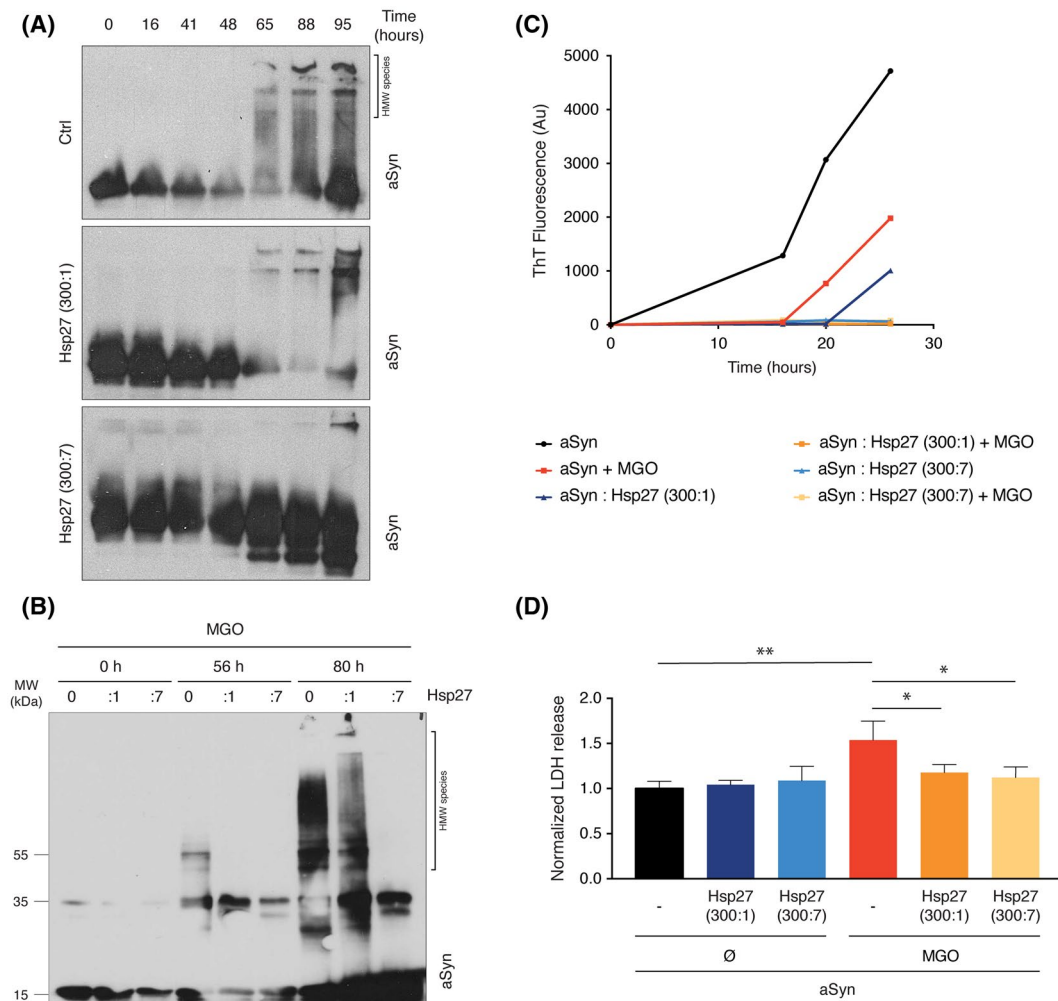 (A)
0 16 41 48 65 88 95 Time (hours)
Ctrl
HMW species
aSyn
Hsp27 (300:1)
aSyn
Hsp27 (300:7)
aSyn
(B)
MGO
0 h 56 h 80 h
MW (kDa)
0 :1 :7 0 :1 :7 0 :1 :7 Hsp27
HMW species
55
35
15
aSyn
(C)
ThT Fluorescence (Au)
5000
4000
3000
2000
1000
0
0 10 20 30
Time (hours)
aSyn
aSyn + MGO
aSyn : Hsp27 (300:1)
aSyn : Hsp27 (300:1) + MGO
aSyn : Hsp27 (300:7)
aSyn : Hsp27 (300:7) + MGO
(D)
**
*
*
Normalized LDH release
2.0
1.5
1.0
0.5
0.0
- Hsp27 (300:1) Hsp27 (300:7) - Hsp27 (300:1) Hsp27 (300:7)
Ø MGO
aSyn